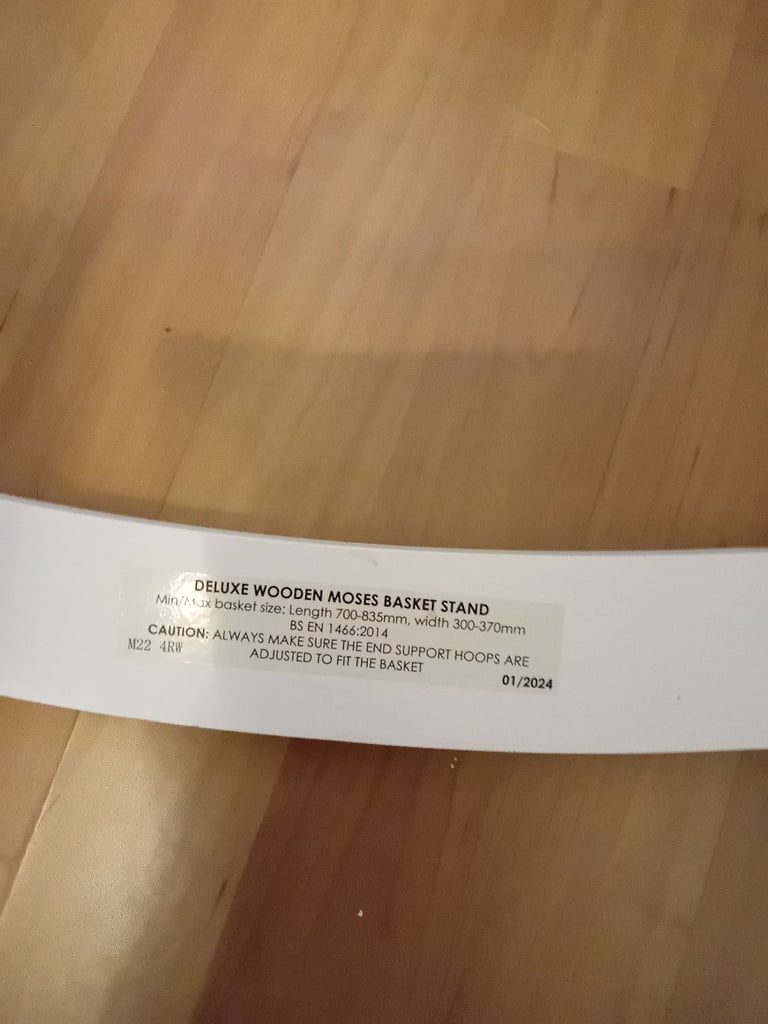 DELUXE WOODEN MOSES BASKET STAND
Min/Max basket size: Length 700-835mm, width 300-370mm
BS EN 1466:2014
CAUTION: ALWAYS MAKE SURE THE END SUPPORT HOOPS ARE
M22 4RW
ADJUSTED TO FIT THE BASKET
01/2024